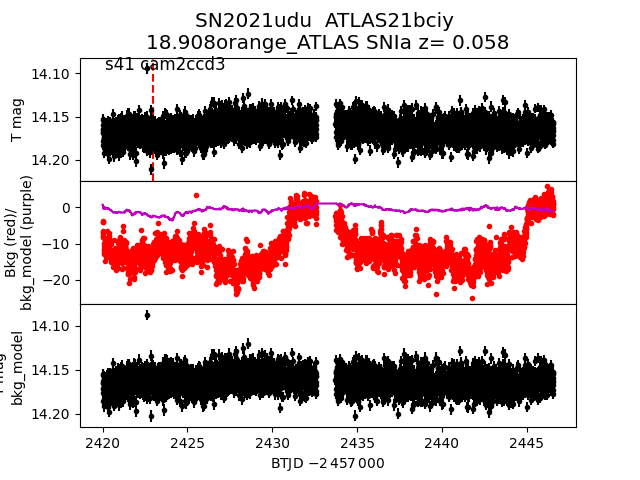 SN2021udu ATLAS21bciy
18.908orange_ATLAS SNIa z= 0.058
s41 cam2ccd3
14.10
14.15
14.20
T mag
0
−10
−20
Bkg (red)/
bkg_model (purple)
14.10
14.15
14.20
mag
bkg_model
2420
2425
2430
2435
2440
2445
BTJD −2 457 000